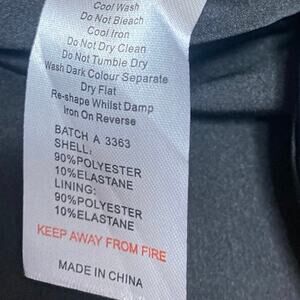 Cool Wash
Do Not Bleach
Cool Iron
Do Not Dry Clean
Do Not Tumble Dry
Wash Dark Colour Separate
Dry Flat
Re-shape Whilst Damp
Iron On Reverse
BATCH A 3363
SHELL:
90%POLYESTER
10%ELASTANE
LINING:
90%POLYESTER
10%ELASTANE
KEEP AWAY FROM FIRE
MADE IN CHINA